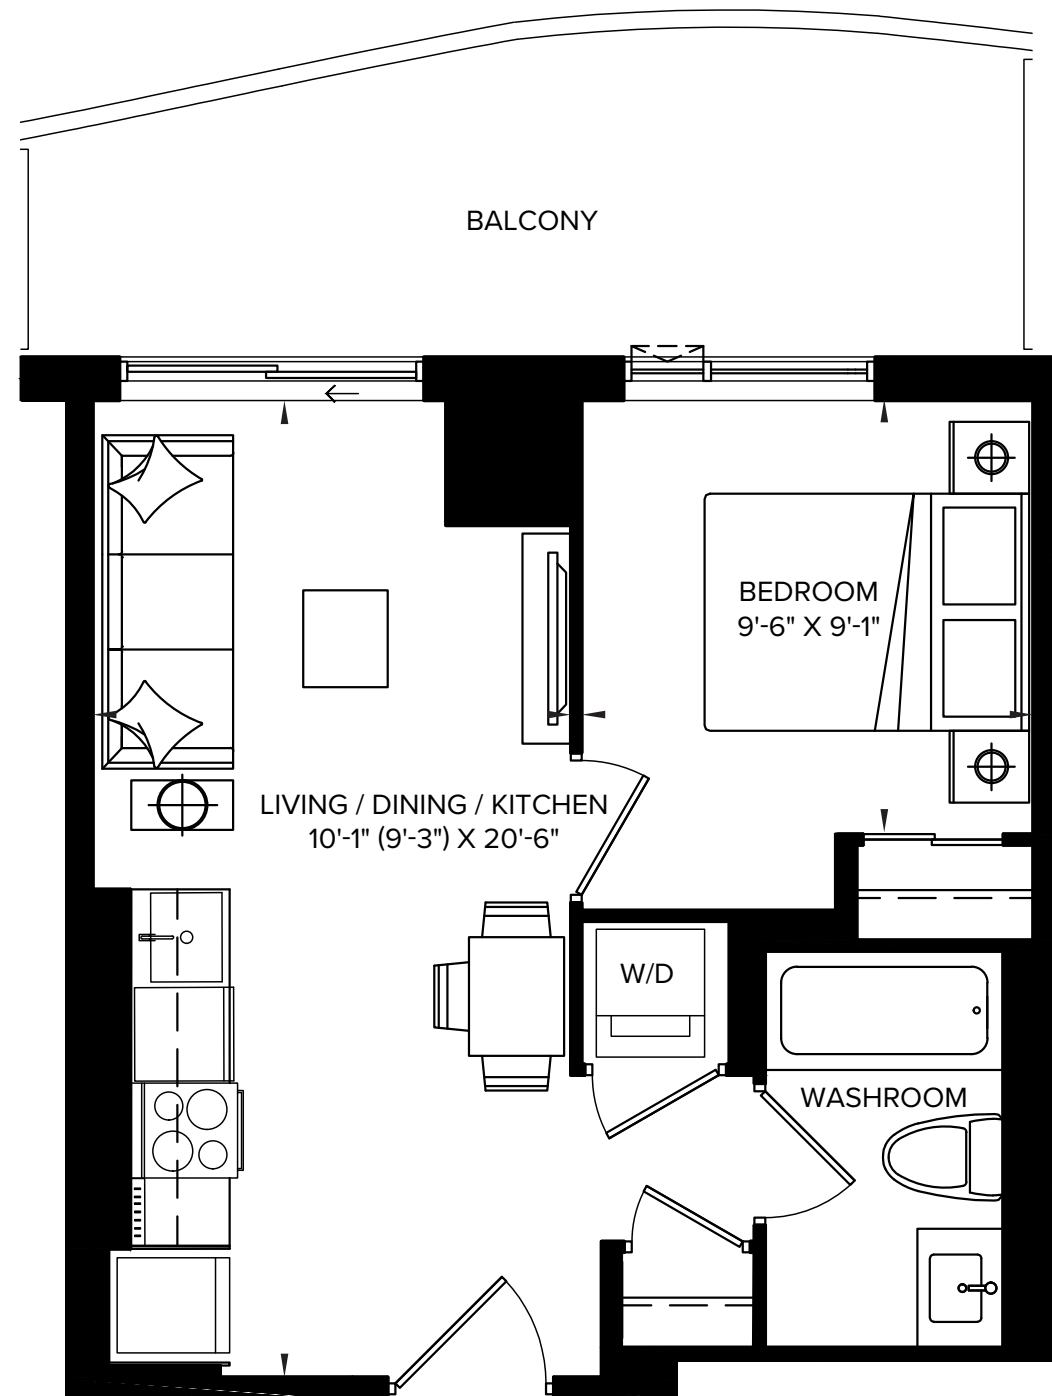 BALCONY
BEDROOM
9'-6" X 9'-1"
LIVING / DINING / KITCHEN
10'-1" (9'-3") X 20'-6"
W/D
WASHROOM